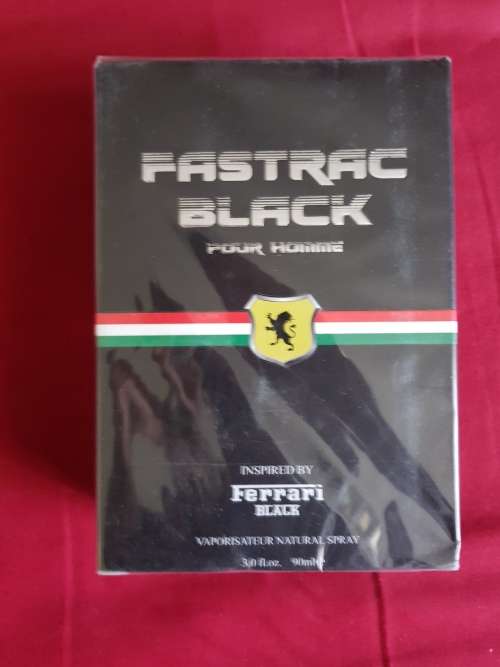 FASTRAC
BLACK
POUR HOMME
INSPIRED BY
Ferrari
BLACK
VAPORISATEUR NATURAL SPRAY
3.0 fl.oz. 90ml e